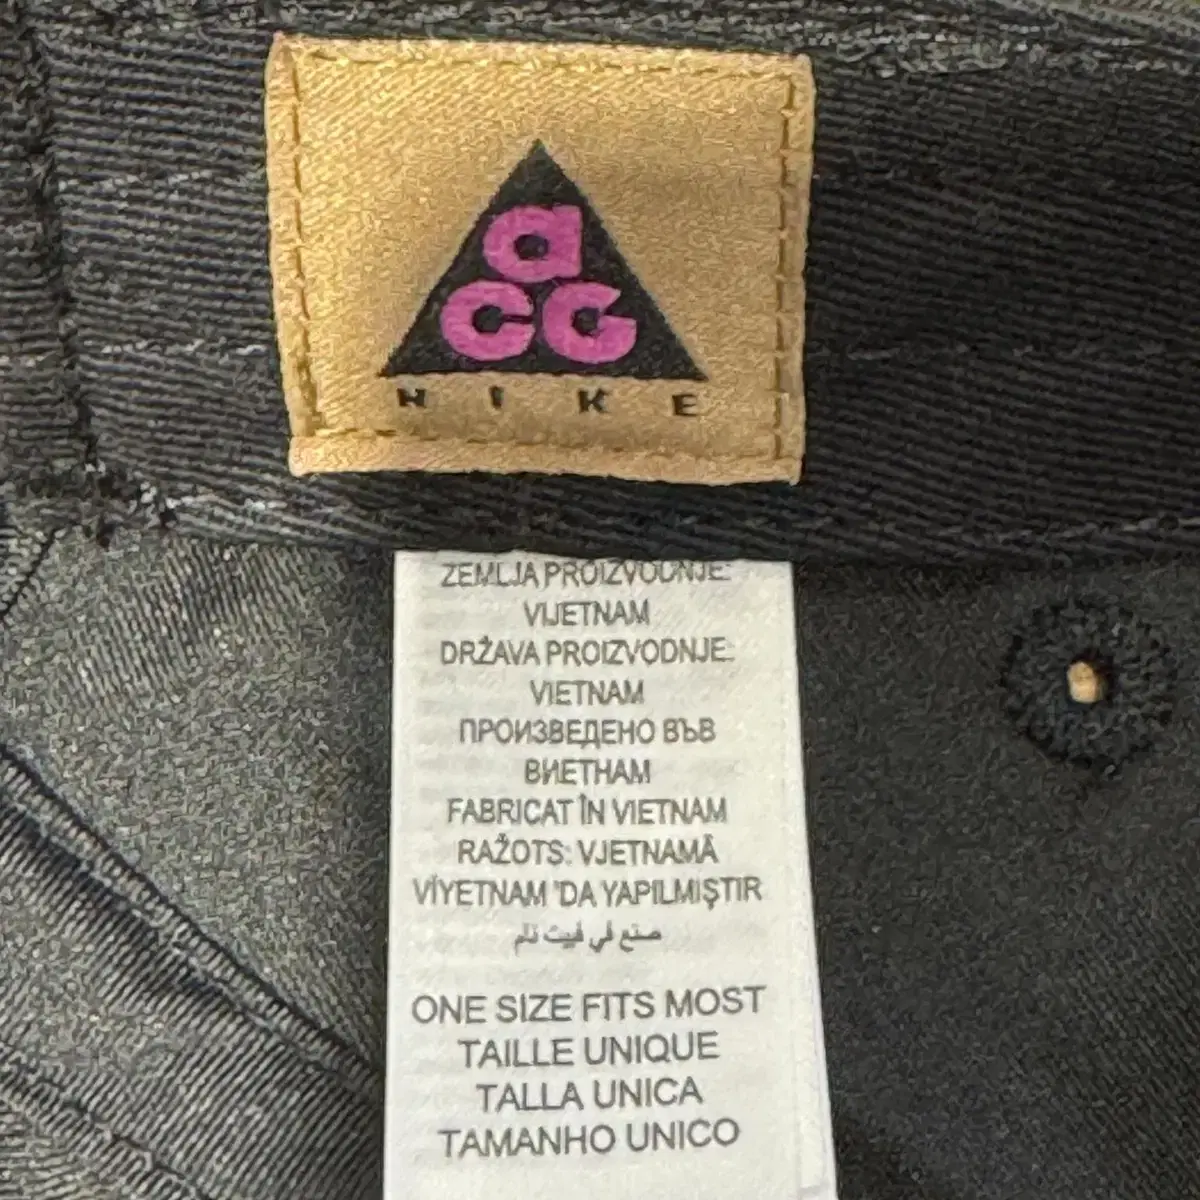 acg
NIKE
ZEMLJA PROIZVODNJE:
VIJETNAM
DRŽAVA PROIZVODNJE:
VIETNAM
ПРОИЗВЕДЕНО ВЪВ
ВИЕТНАМ
FABRICAT ÎN VIETNAM
RAŽOTS: VJETNAMĀ
VİYETNAM 'DA YAPILMIŞTIR
صنع في فيت نام
ONE SIZE FITS MOST
TAILLE UNIQUE
TALLA UNICA
TAMANHO UNICO